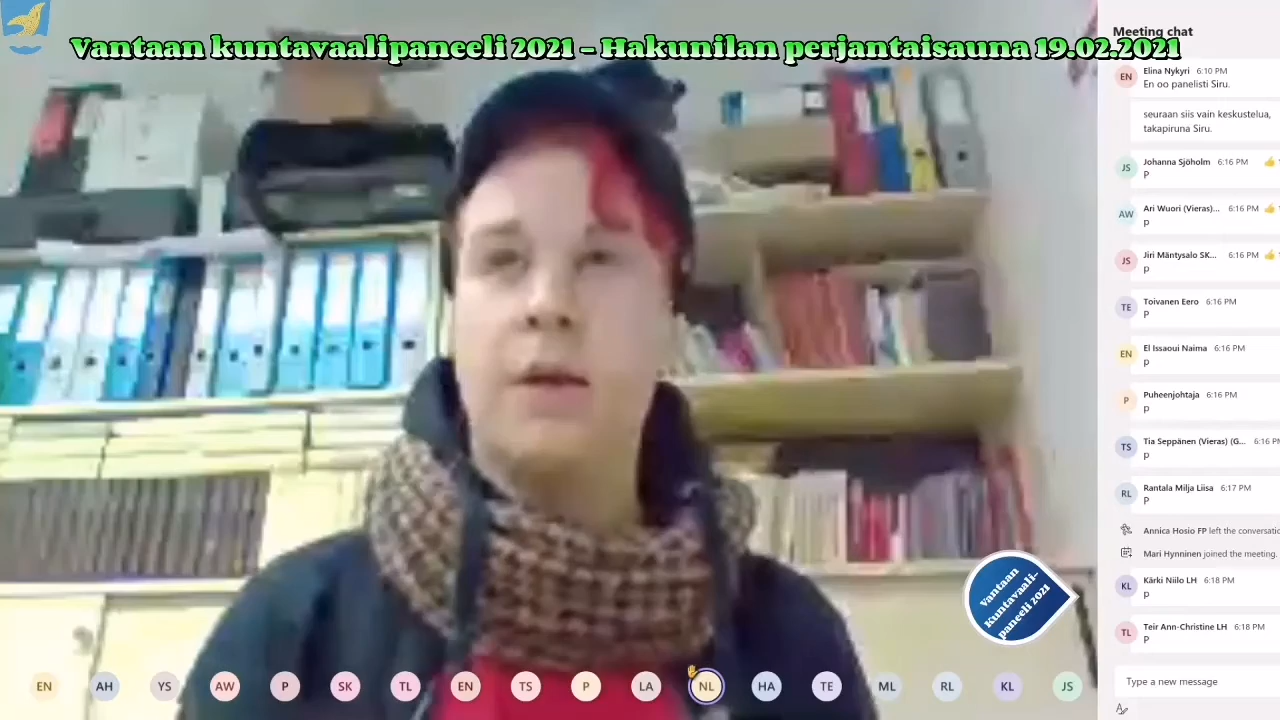 Vantaan kuntavaalipaneeli 2021 – Hakunilan perjantaisauna 19.02.2021
Meeting chat
EN Elina Nykyri 6:10 PM
En oo panelisti Siru.
seuraan siis vain keskustelua,
takapiruna Siru.
JS Johanna Sjöholm 6:16 PM
P
AW Ari Wuori (Vieras)... 6:16 PM
p
JS Jiri Mäntysalo SK... 6:16 PM
p
TE Toivanen Eero 6:16 PM
P
EN El Issaoui Naima 6:16 PM
p
P Puheenjohtaja 6:16 PM
p
TS Tia Seppänen (Vieras) (G... 6:16 PM
p
RL Rantala Milja Liisa 6:17 PM
P
Annica Hosio FP left the conversatio
Mari Hynninen joined the meeting.
KL Kärki Niilo LH 6:18 PM
p
TL Teir Ann-Christine LH 6:18 PM
P
Type a new message
Vantaan
Kuntavaali-
paneeli 2021
EN AH YS AW P SK TL EN TS P LA NL HA TE ML RL KL JS